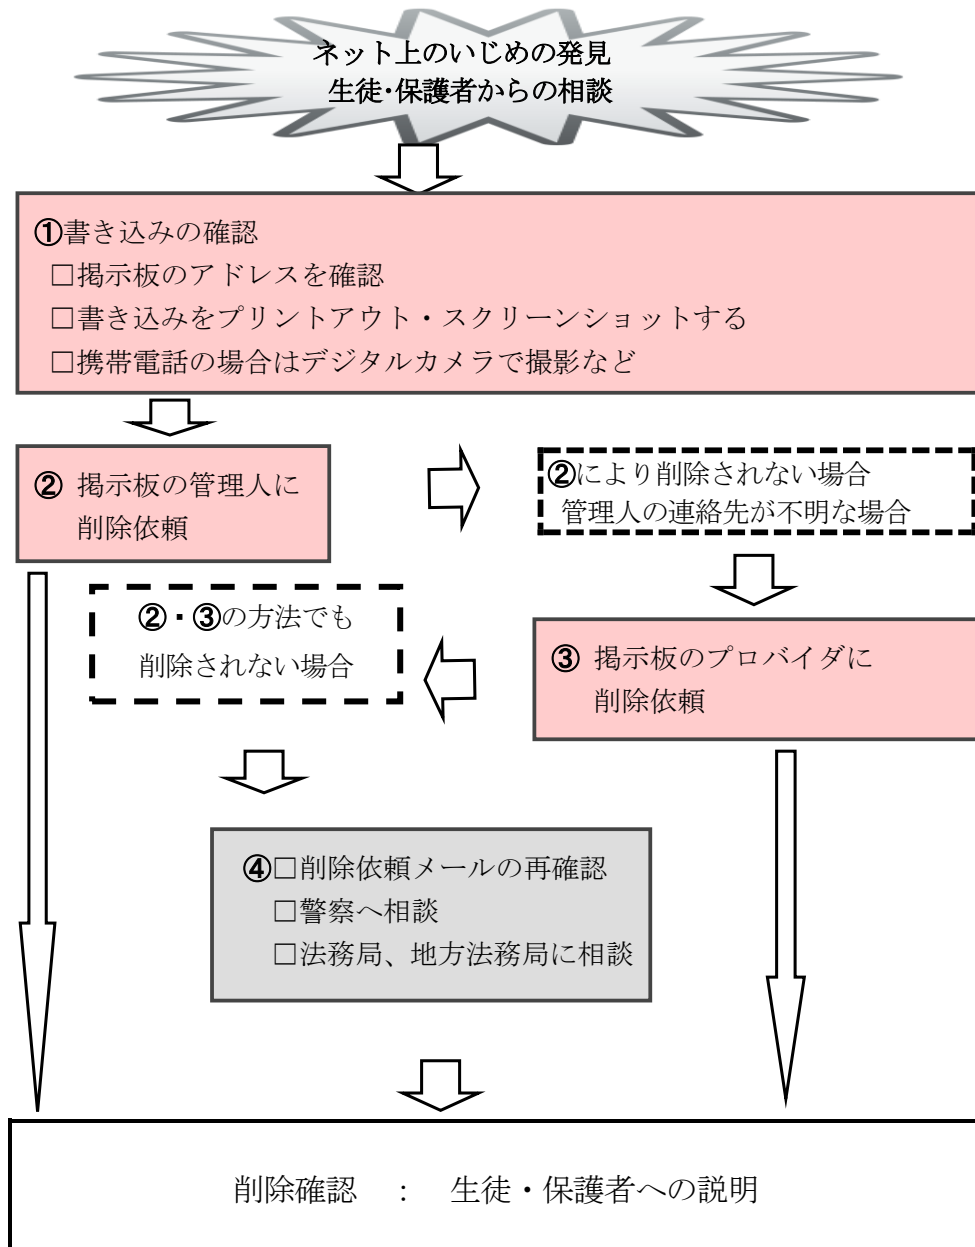 ネット上のいじめの発見
生徒・保護者からの相談
①書き込みの確認
□掲示板のアドレスを確認
□書き込みをプリントアウト・スクリーンショットする
□携帯電話の場合はデジタルカメラで撮影など
② 掲示板の管理人に
削除依頼
②により削除されない場合
管理人の連絡先が不明な場合
②・③の方法でも
削除されない場合
③ 掲示板のプロバイダに
削除依頼
④□削除依頼メールの再確認
□警察へ相談
□法務局、地方法務局に相談
削除確認 : 生徒・保護者への説明